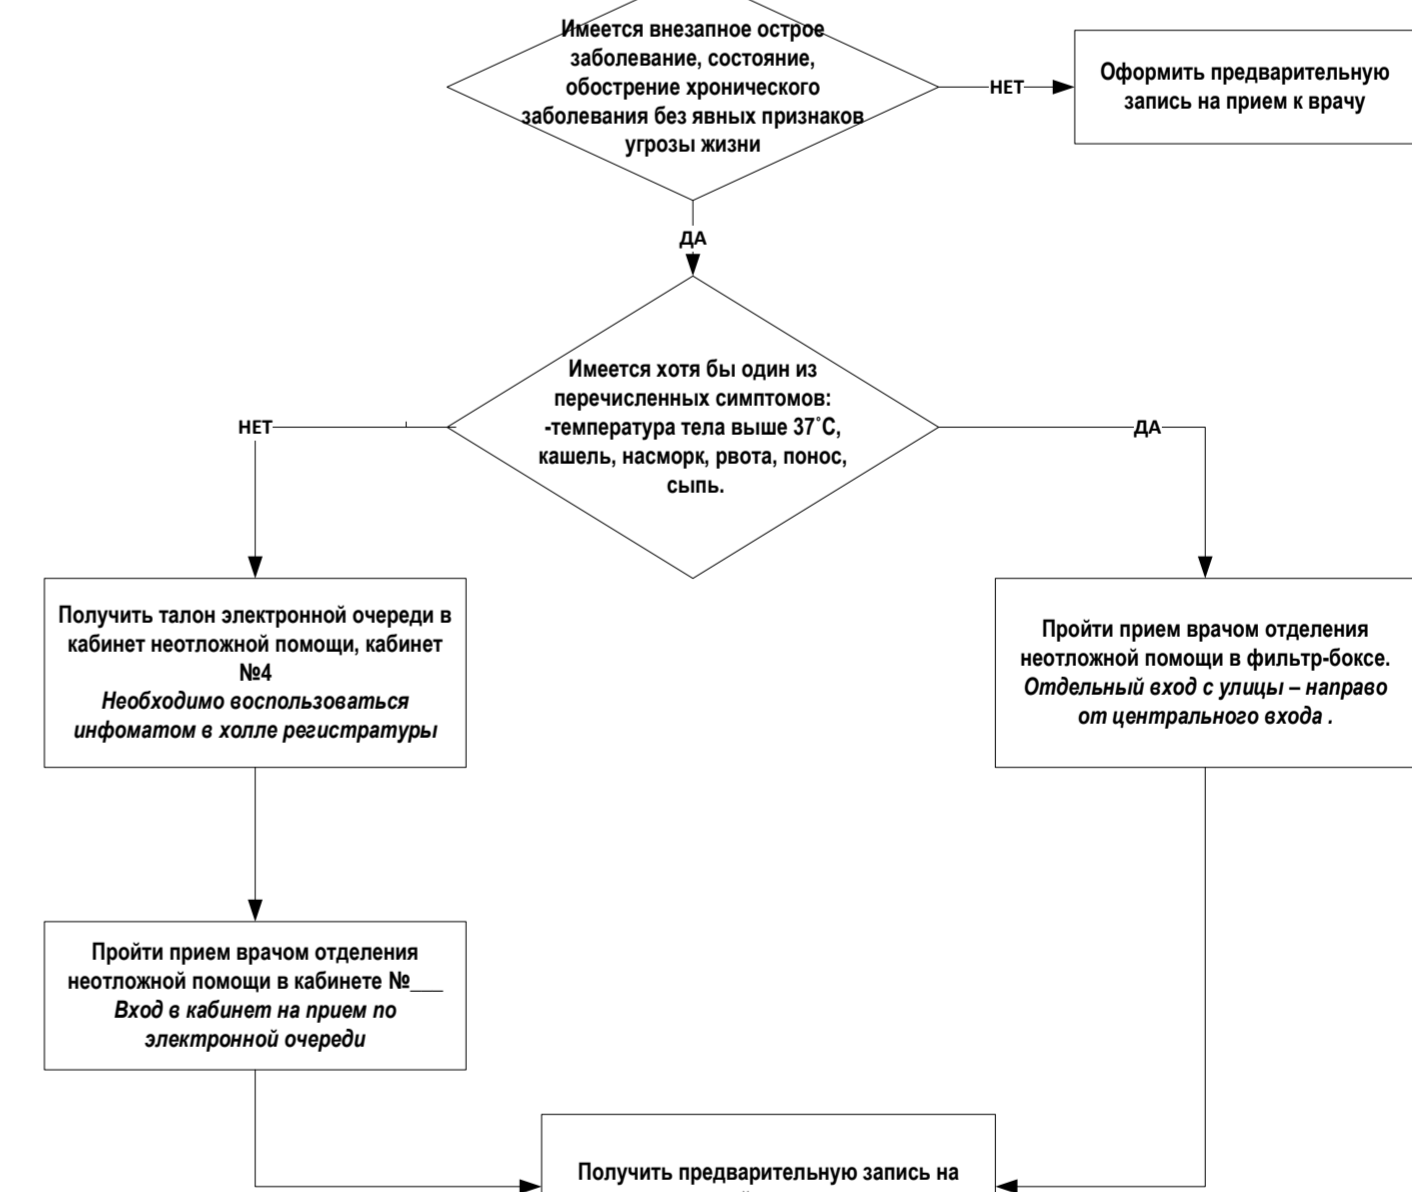 Имеется внезапное острое
заболевание, состояние,
обострение хронического
заболевания без явных признаков
угрозы жизни
НЕТ
Оформить предварительную
запись на прием к врачу
ДА
Имеется хотя бы один из
перечисленных симптомов:
-температура тела выше 37˚С,
кашель, насморк, рвота, понос,
сыпь.
НЕТ
ДА
Получить талон электронной очереди в
кабинет неотложной помощи, кабинет
№4
Необходимо воспользоваться
инфоматом в холле регистратуры
Пройти прием врачом отделения
неотложной помощи в фильтр-боксе.
Отдельный вход с улицы – направо
от центрального входа .
Пройти прием врачом отделения
неотложной помощи в кабинете №___
Вход в кабинет на прием по
электронной очереди
Получить предварительную запись на